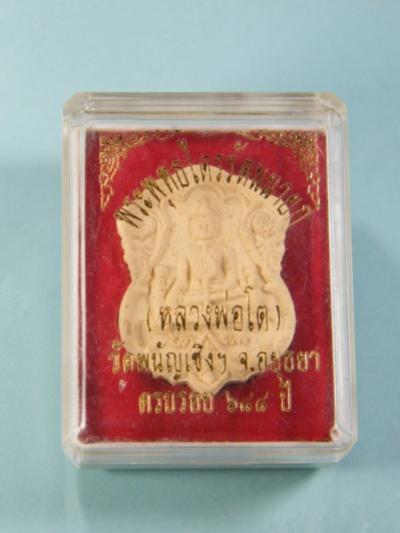 พระพุทธไตรรัตนนายก
(หลวงพ่อโต)
วัดพนัญเชิงฯ จ.อยุธยา
ครบรอบ ๖๘๘ ปี